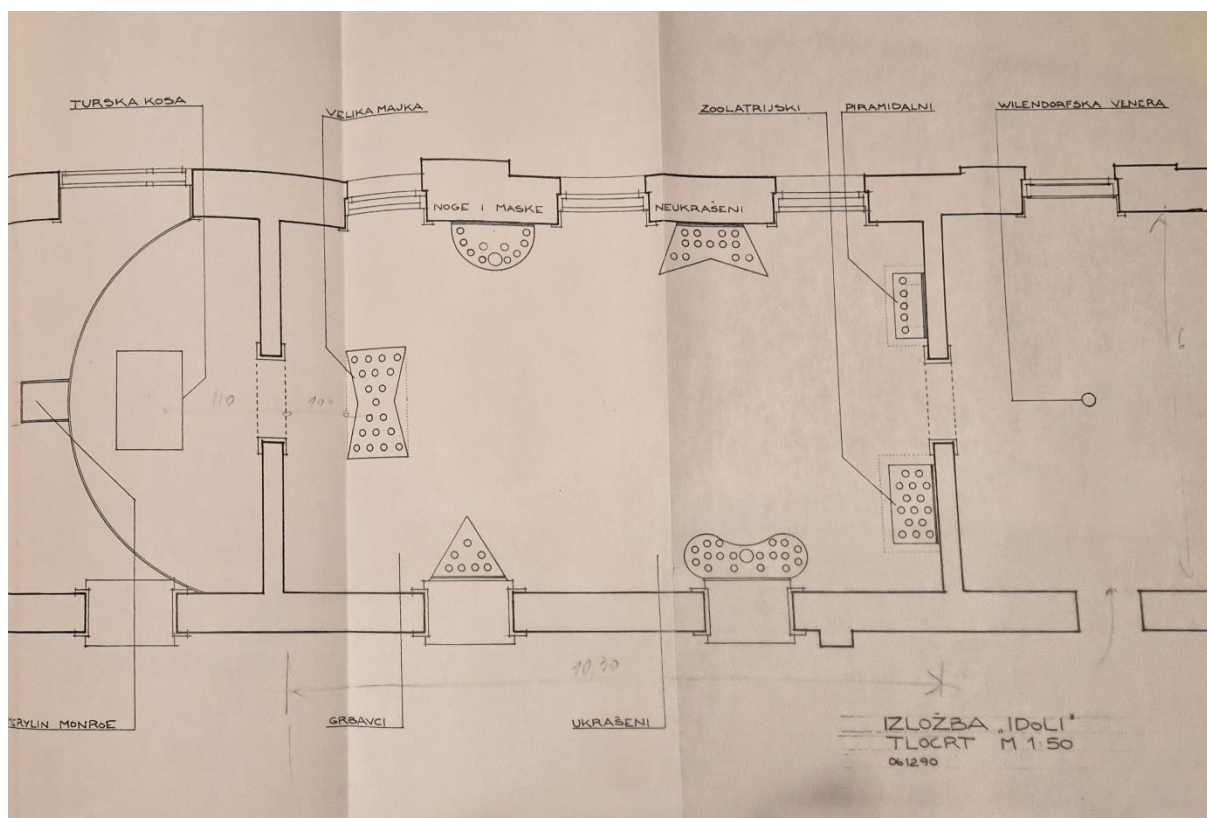 TURSKA KOSA
VELIKA MAJKA
ZOOLATRIJSKI
PIRAMIDALNI
WILENDORFSKA VENERA
NOGE I MASKE
NEUKRAŠENI
110
100
10,30
ERYLIN MONROE
GRBAVCI
UKRAŠENI
IZLOŽBA „IDOLI"
TLOCRT M 1:50
061290